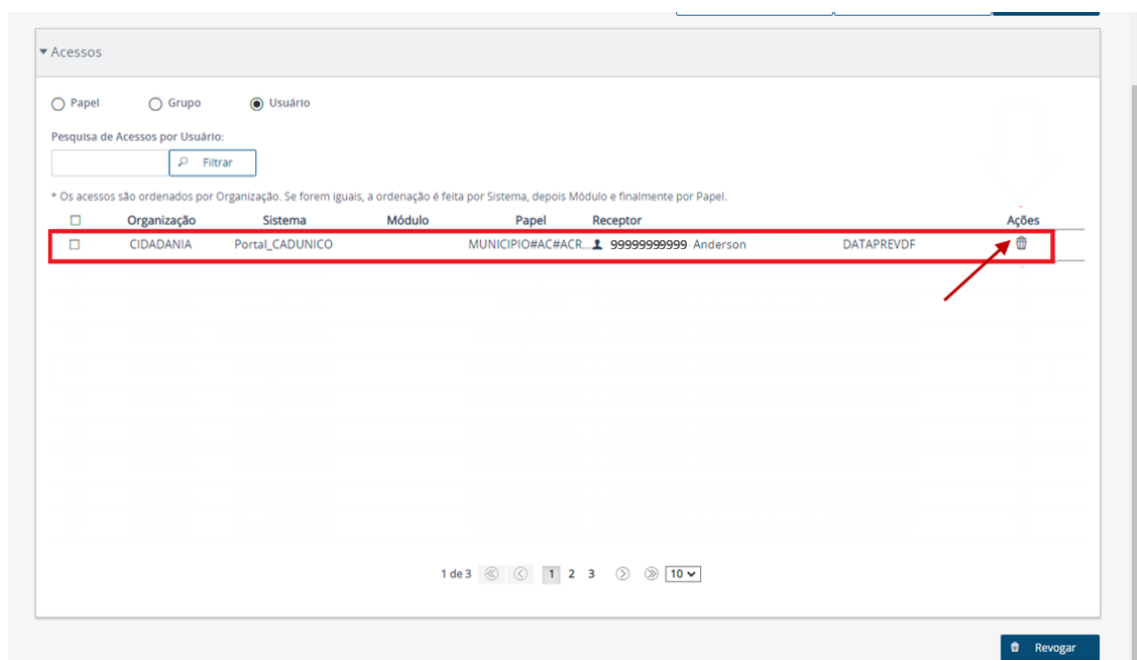 Acessos
Papel Grupo Usuário
Pesquisa de Acessos por Usuário:
Filtrar
* Os acessos são ordenados por Organização. Se forem iguais, a ordenação é feita por Sistema, depois Módulo e finalmente por Papel.
Organização Sistema Módulo Papel Receptor Ações
CIDADANIA Portal_CADUNICO MUNICIPIO#AC#ACR... 99999999999 Anderson DATAPREVDF
1 de 3 1 2 3 10
Revogar